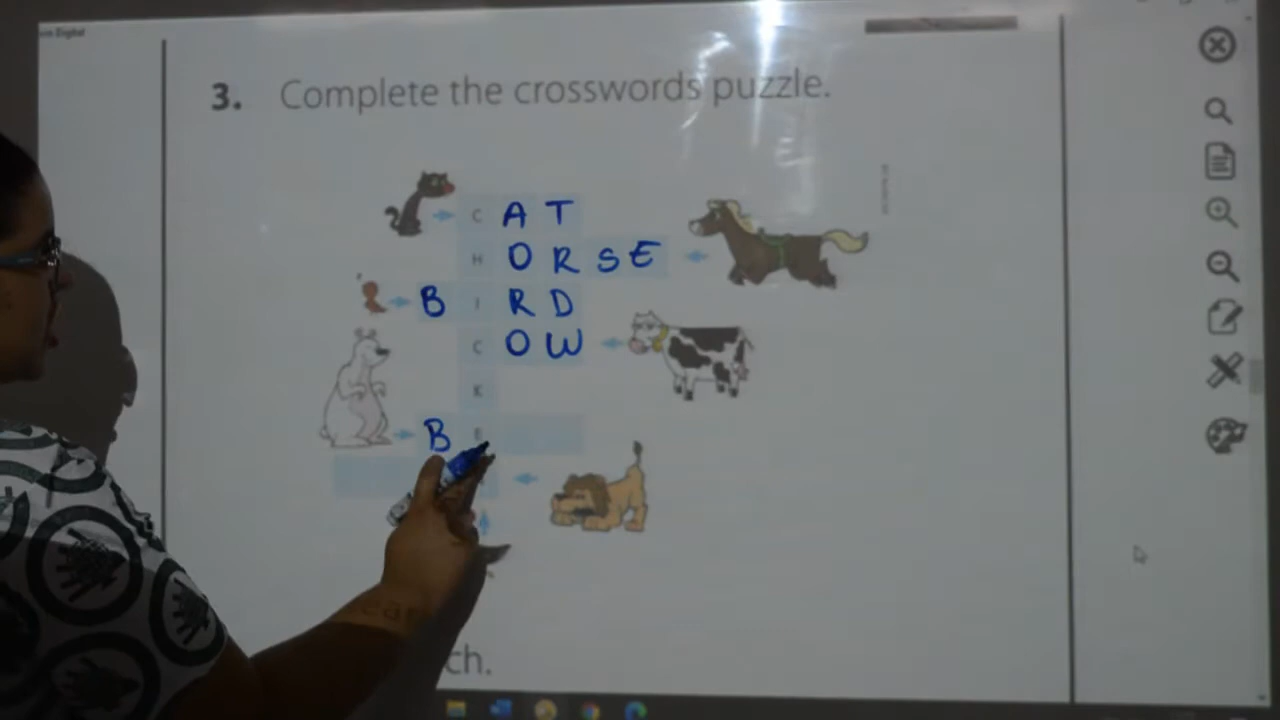 3. Complete the crosswords puzzle.
C A T
H O R S E
B I R D
C O W
K
B E
ch.